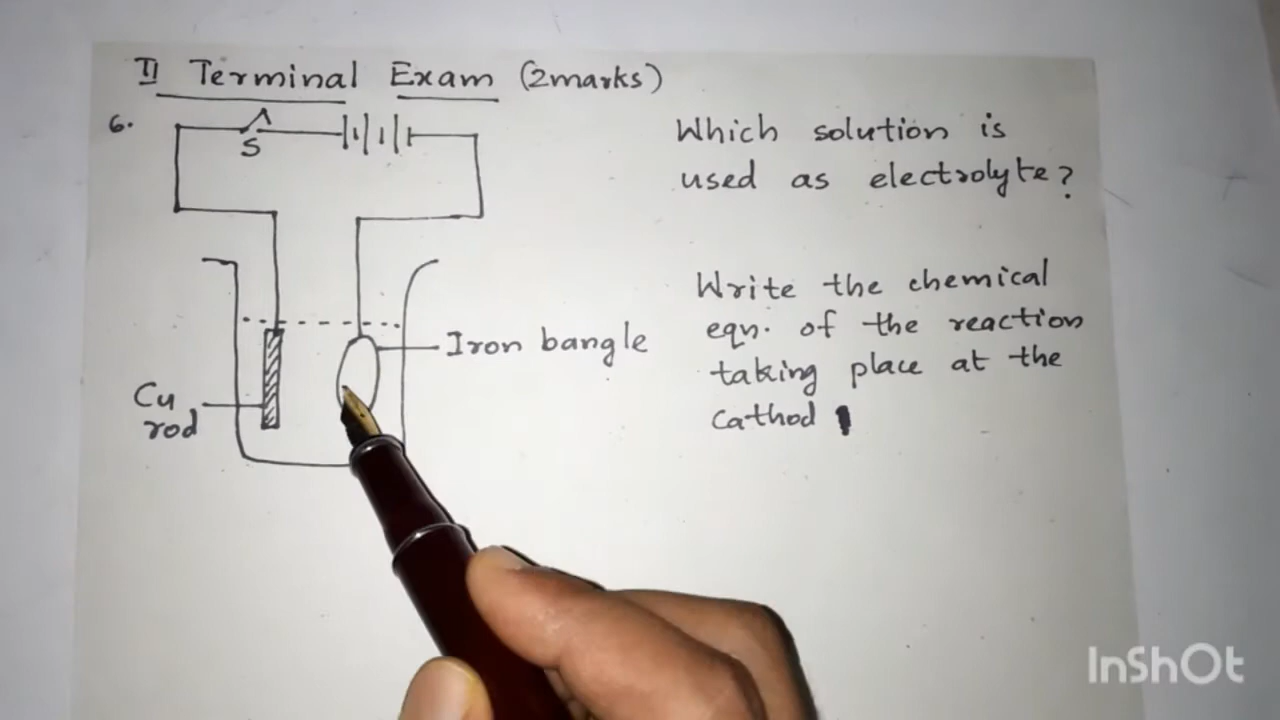 II Terminal Exam (2marks)
6.
S
Iron bangle
Cu
rod
Which solution is
used as electrolyte?
Write the chemical
eqn. of the reaction
taking place at the
Cathod
InShOt